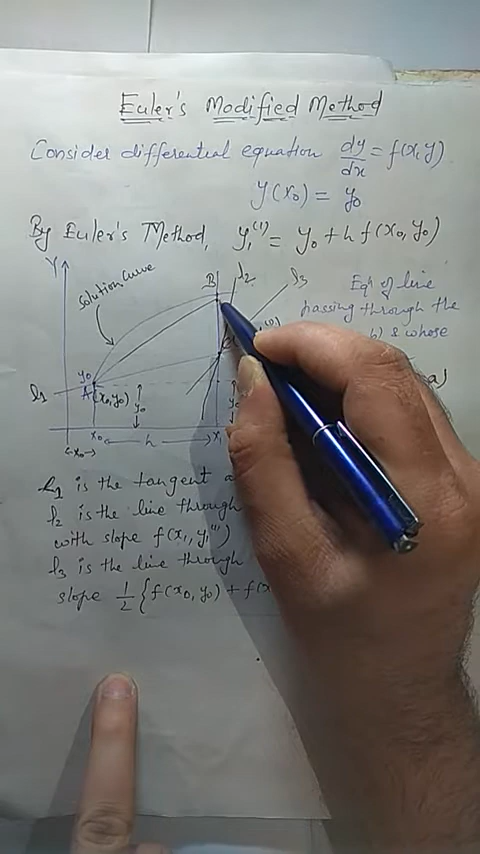 Euler's Modified Method
Consider differential equation dy/dx = f(x,y)
y(x₀) = y₀
By Euler's Method, y₁⁽¹⁾ = y₀ + h f(x₀, y₀)
Y
Solution curve
B
l₂
l₃
Eqⁿ of line
passing through the
& whose
y₀
l₁
A(x₀,y₀)
y₀
x₀
h
x₁
x₀
l₁ is the tangent
l₂ is the line through
with slope f(x₁, y₁⁽¹⁾)
l₃ is the line through
slope 1/2 {f(x₀, y₀) + f(x